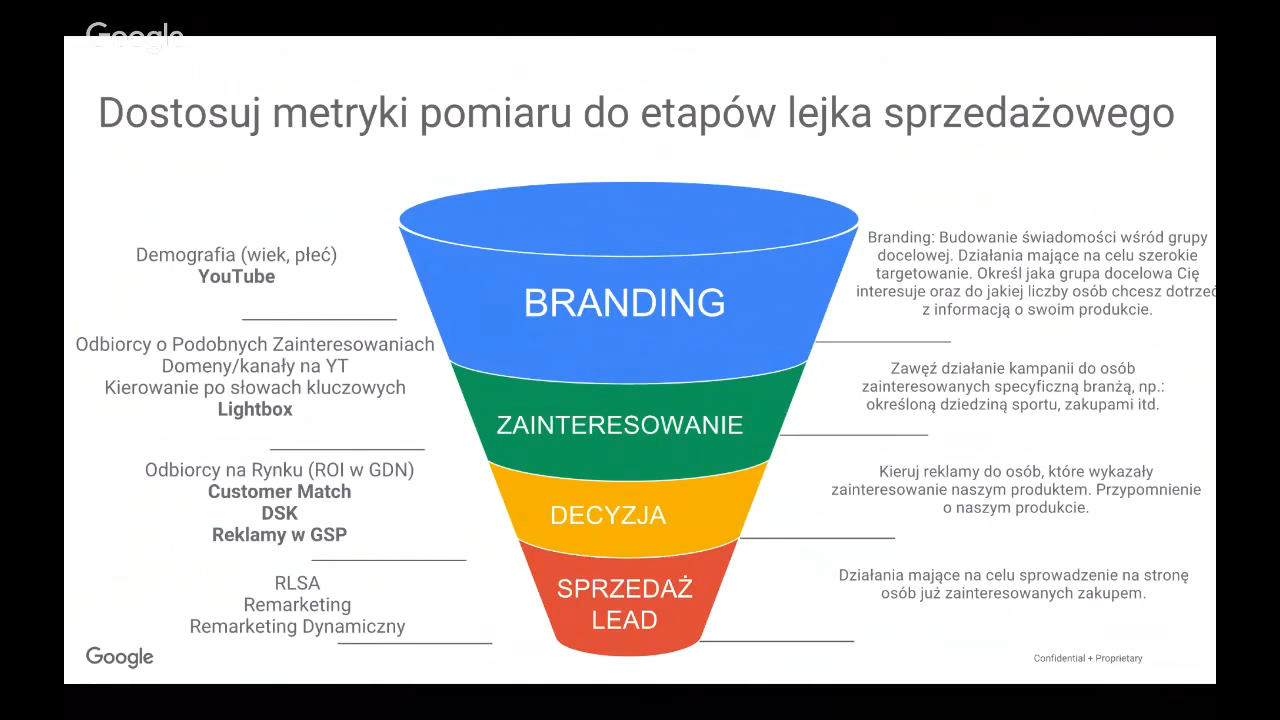 Google
Dostosuj metryki pomiaru do etapów lejka sprzedażowego
Demografia (wiek, płeć)
YouTube
BRANDING
Branding: Budowanie świadomości wśród grupy
docelowej. Działania mające na celu szerokie
targetowanie. Określ jaka grupa docelowa Cię
interesuje oraz do jakiej liczby osób chcesz dotrzeć
z informacją o swoim produkcie.
Odbiorcy o Podobnych Zainteresowaniach
Domeny/kanały na YT
Kierowanie po słowach kluczowych
Lightbox
ZAINTERESOWANIE
Zawęź działanie kampanii do osób
zainteresowanych specyficzną branżą, np.:
określoną dziedziną sportu, zakupami itd.
Odbiorcy na Rynku (ROI w GDN)
Customer Match
DSK
Reklamy w GSP
DECYZJA
Kieruj reklamy do osób, które wykazały
zainteresowanie naszym produktem. Przypomnienie
o naszym produkcie.
RLSA
Remarketing
Remarketing Dynamiczny
SPRZEDAŻ
LEAD
Działania mające na celu sprowadzenie na stronę
osób już zainteresowanych zakupem.
Google
Confidential + Proprietary